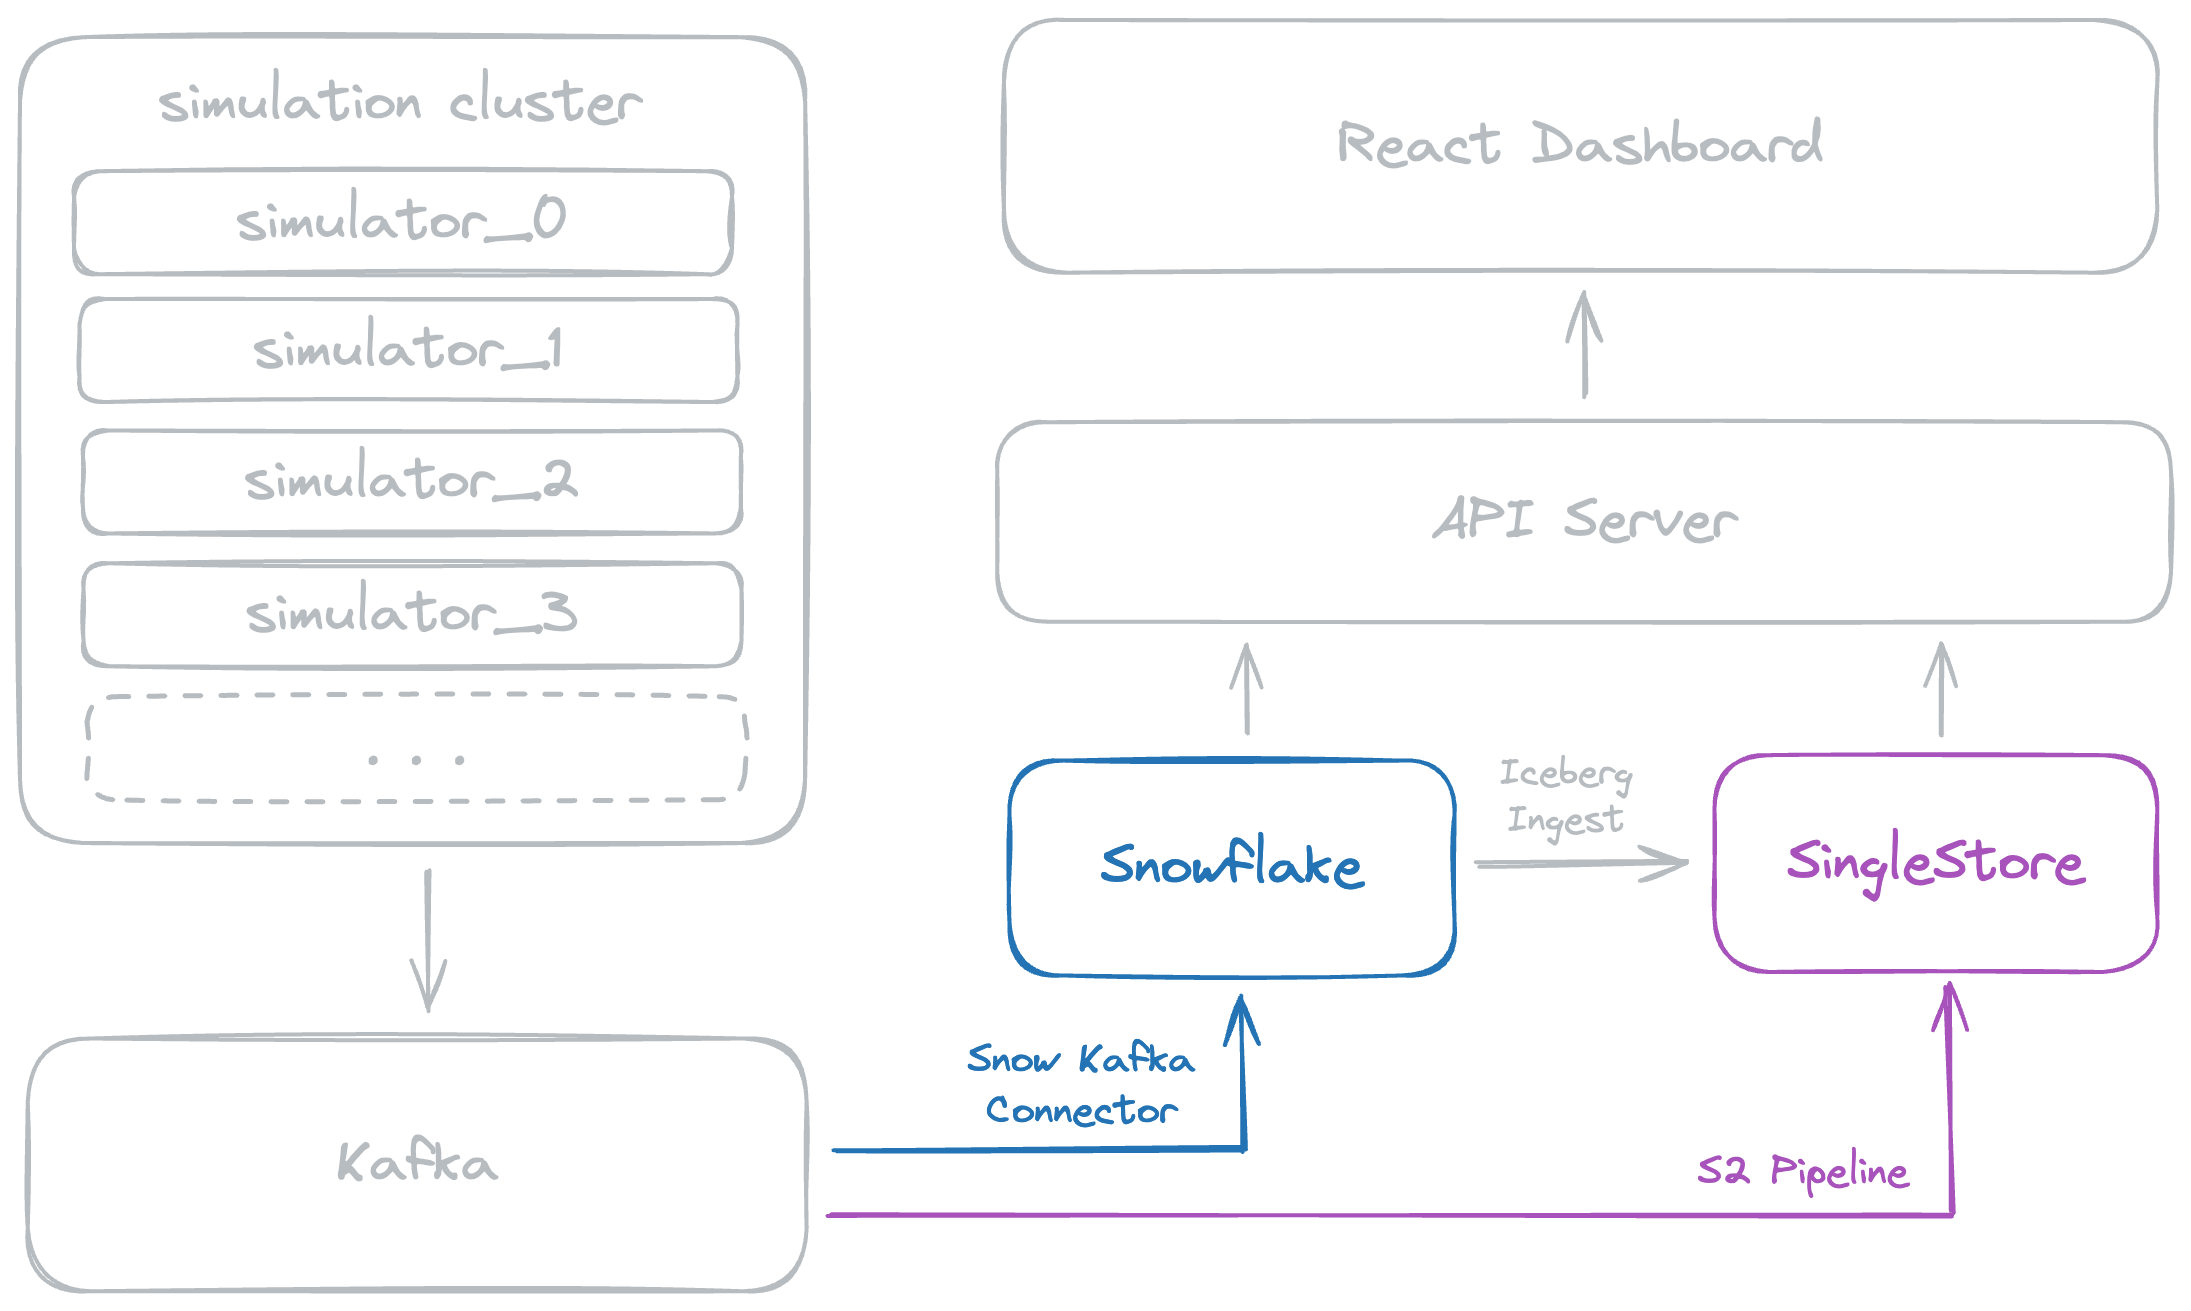 simulation cluster
simulator_0
simulator_1
simulator_2
simulator_3
...
Kafka
React Dashboard
API Server
Snowflake
Iceberg
Ingest
SingleStore
Snow Kafka
Connector
S2 Pipeline